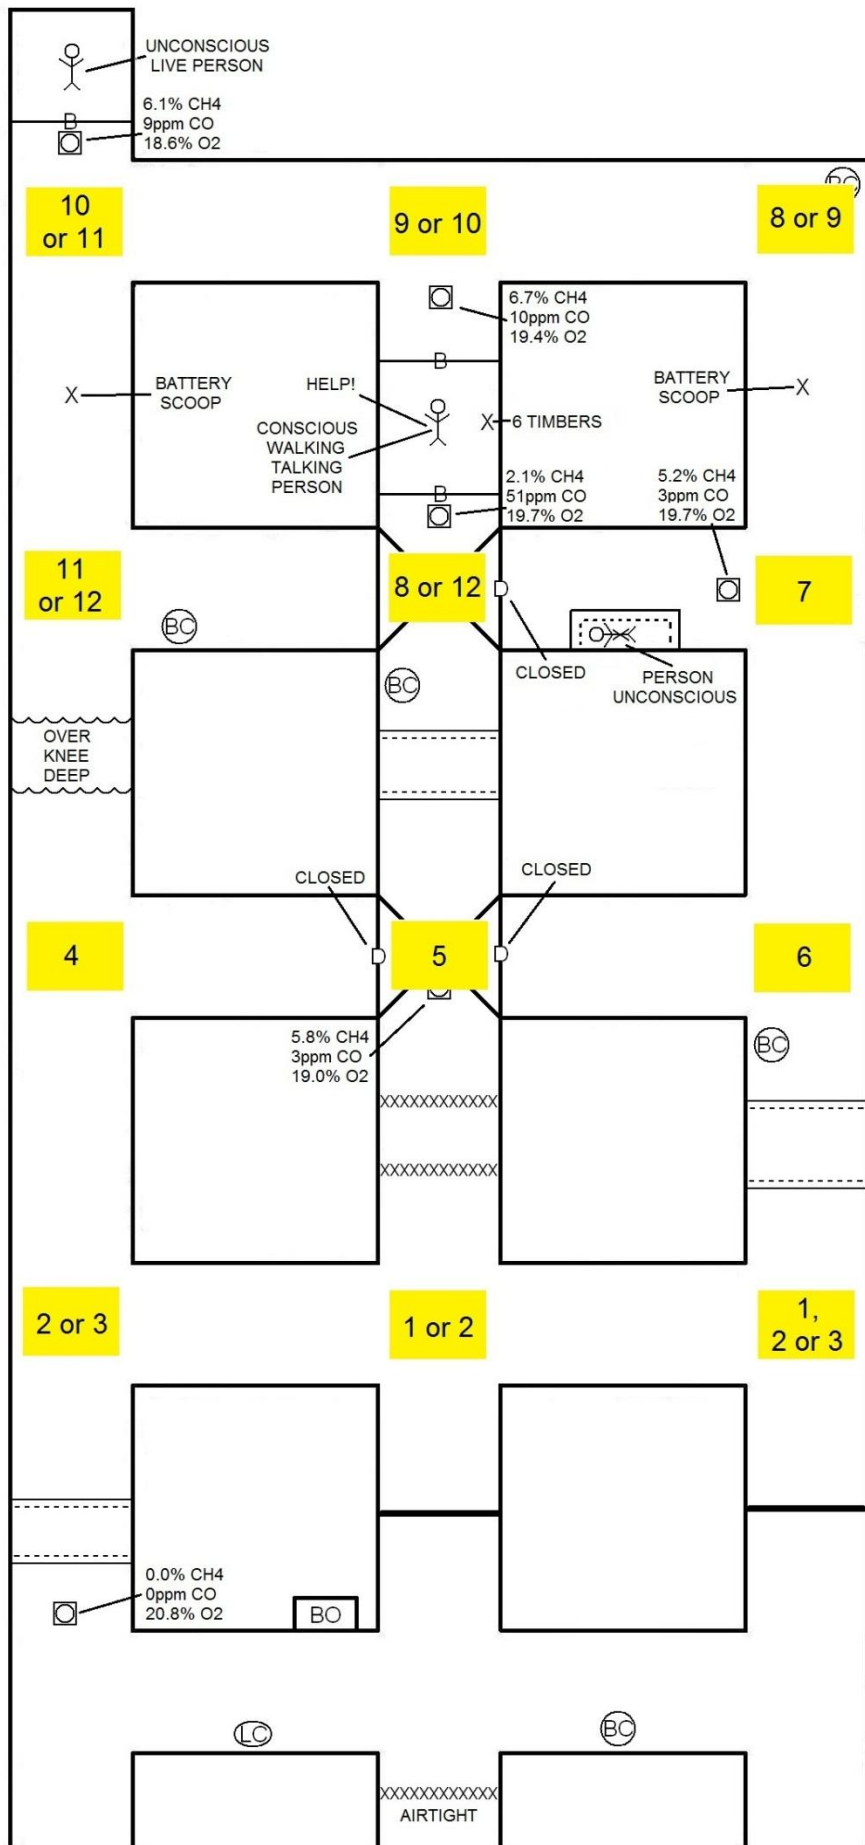 UNCONSCIOUS
LIVE PERSON
6.1% CH4
9ppm CO
18.6% O2
B
10
or 11
9 or 10
BC
8 or 9
6.7% CH4
10ppm CO
19.4% O2
B
BATTERY
SCOOP
X
HELP!
CONSCIOUS
WALKING
TALKING
PERSON
X
6 TIMBERS
BATTERY
SCOOP
X
B
2.1% CH4
51ppm CO
19.7% O2
5.2% CH4
3ppm CO
19.7% O2
11
or 12
BC
8 or 12
D
7
CLOSED
PERSON
UNCONSCIOUS
BC
OVER
KNEE
DEEP
CLOSED
CLOSED
4
D
5
D
6
5.8% CH4
3ppm CO
19.0% O2
BC
XXXXXXXXXXXX
XXXXXXXXXXXX
2 or 3
1 or 2
1,
2 or 3
0.0% CH4
0ppm CO
20.8% O2
BO
LC
BC
XXXXXXXXXXXX
AIRTIGHT